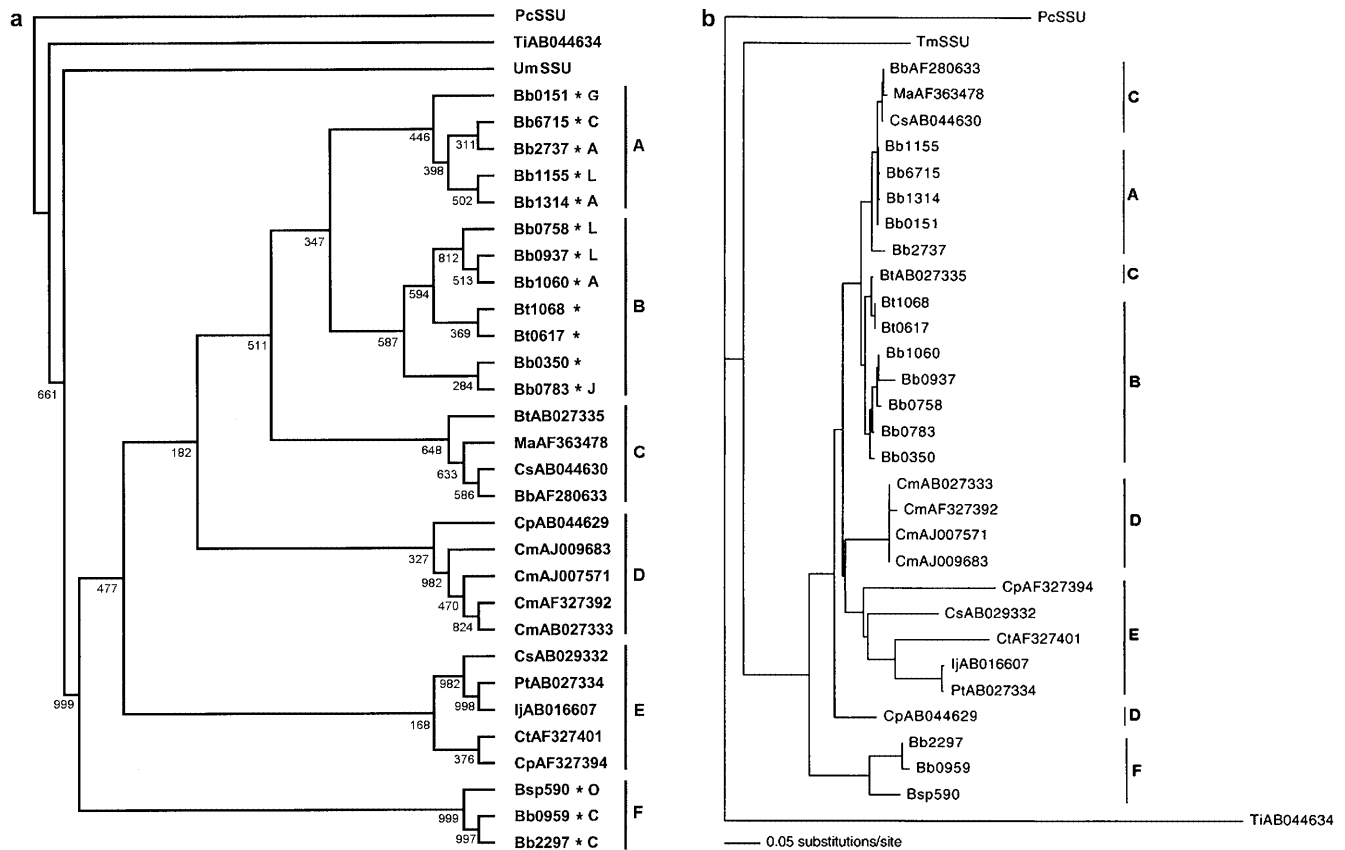 a
PcSSU
TiAB044634
UmSSU
Bb0151 * G
Bb6715 * C
Bb2737 * A
Bb1155 * L
Bb1314 * A
A
Bb0758 * L
Bb0937 * L
Bb1060 * A
Bt1068 *
Bt0617 *
Bb0350 *
Bb0783 * J
B
BtAB027335
MaAF363478
CsAB044630
BbAF280633
C
CpAB044629
CmAJ009683
CmAJ007571
CmAF327392
CmAB027333
D
CsAB029332
PtAB027334
IjAB016607
CtAF327401
CpAF327394
E
Bsp590 * O
Bb0959 * C
Bb2297 * C
F
446
311
398
502
347
812
513
594
369
587
284
511
648
633
586
661
182
327
982
470
824
477
982
998
168
376
999
999
997
b
PcSSU
TmSSU
BbAF280633
MaAF363478
CsAB044630
C
Bb1155
Bb6715
Bb1314
Bb0151
Bb2737
A
BtAB027335
C
Bt1068
Bt0617
Bb1060
Bb0937
Bb0758
Bb0783
Bb0350
B
CmAB027333
CmAF327392
CmAJ007571
CmAJ009683
D
CpAF327394
CsAB029332
CtAF327401
IjAB016607
PtAB027334
E
CpAB044629
D
Bb2297
Bb0959
Bsp590
F
TiAB044634
0.05 substitutions/site